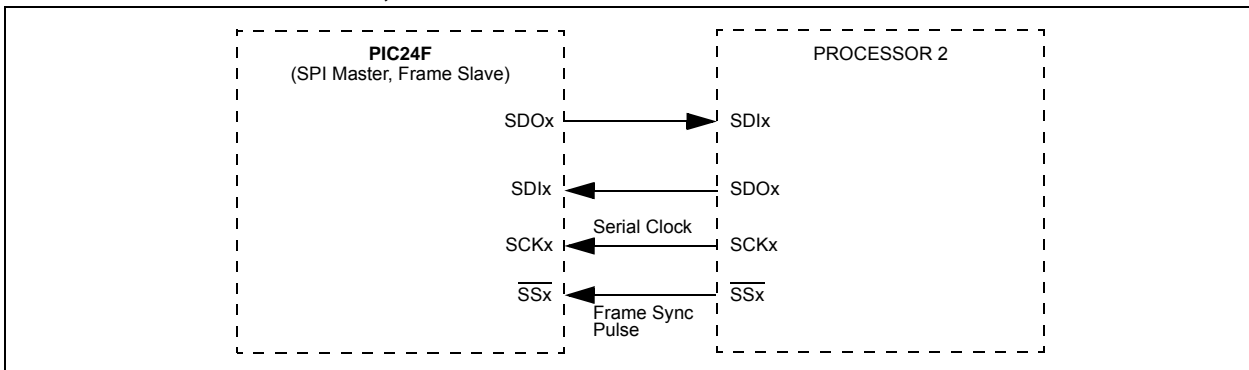 PIC24F
(SPI Master, Frame Slave)
PROCESSOR 2
SDOx
SDIx
SDIx
SDOx
Serial Clock
SCKx
SCKx
SSx
SSx
Frame Sync
Pulse